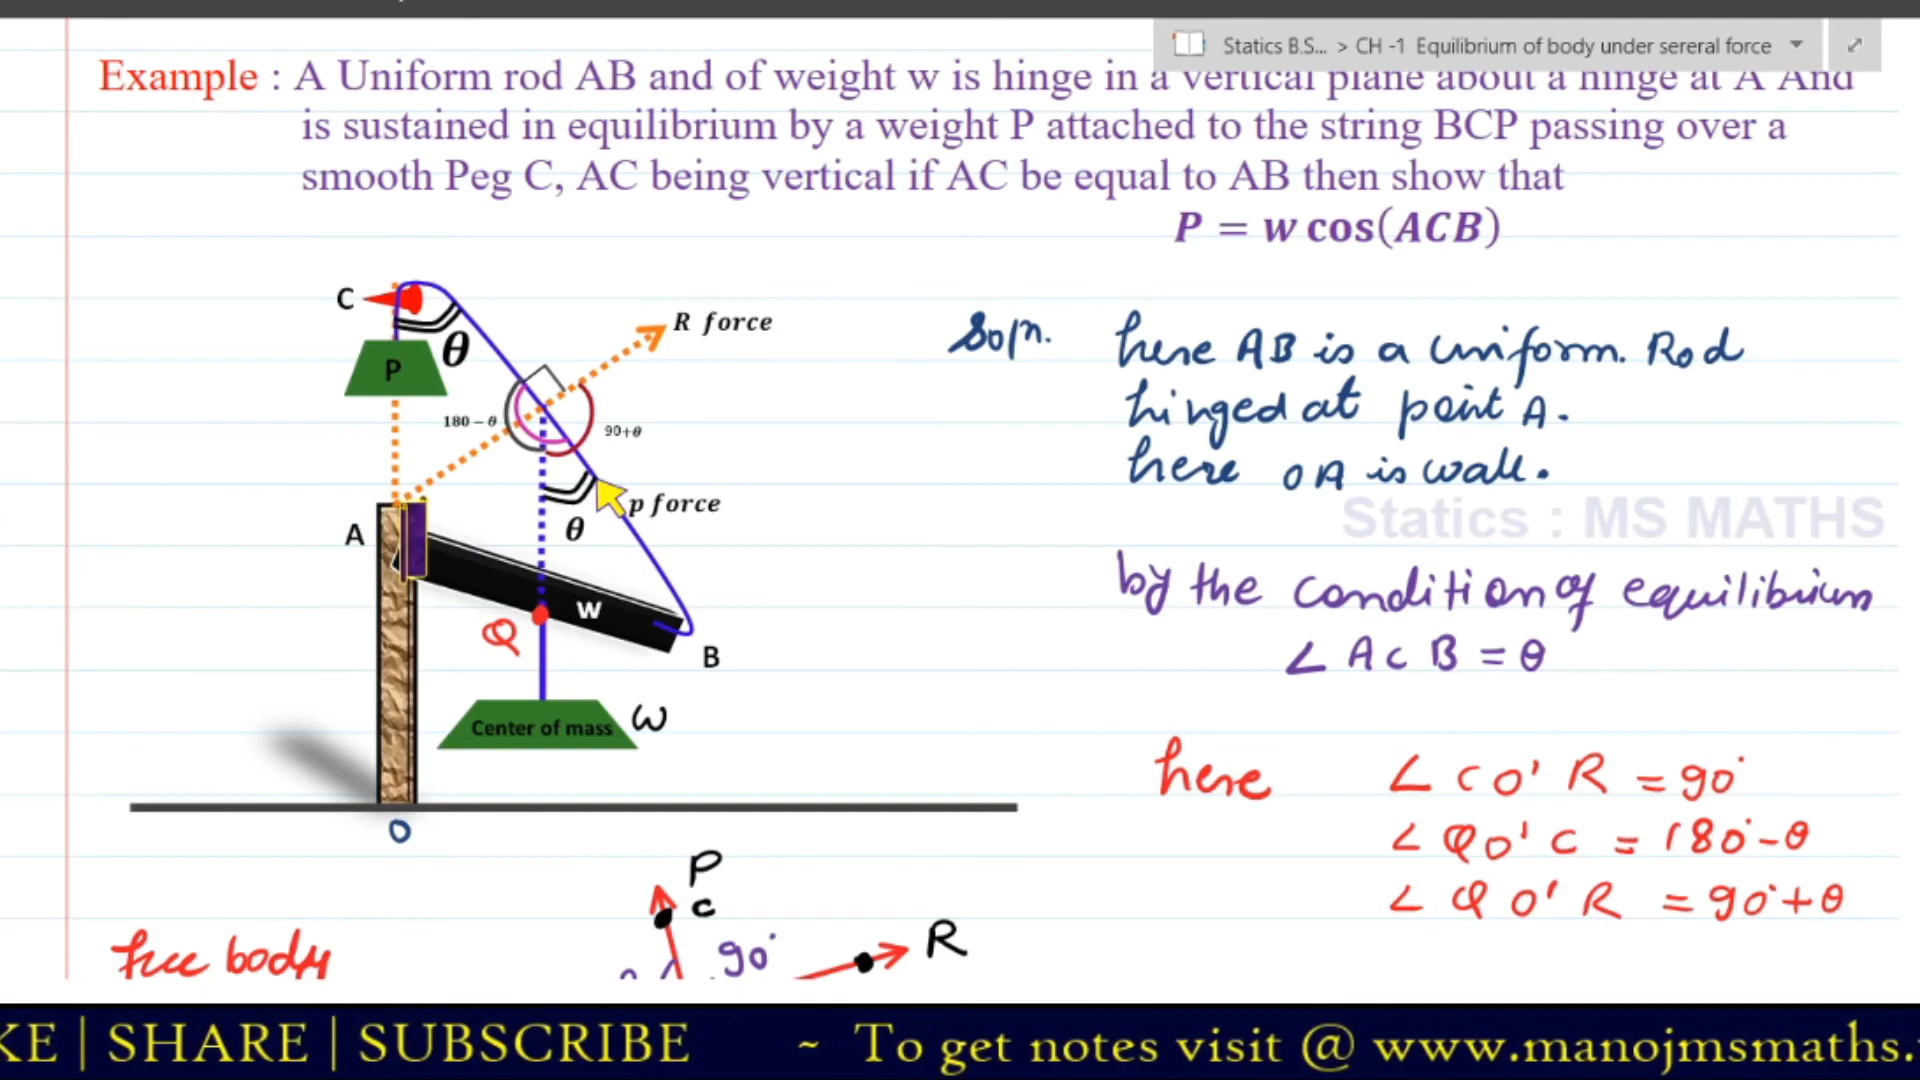 Statics B.S... > CH -1 Equilibrium of body under sereral force
Example : A Uniform rod AB and of weight w is hinge in a vertical plane about a hinge at A And
is sustained in equilibrium by a weight P attached to the string BCP passing over a
smooth Peg C, AC being vertical if AC be equal to AB then show that
P = w cos(ACB)
C
R force
θ
P
180 – θ
90+θ
p force
θ
A
W
Q
B
Center of mass
ω
O
Soln.
here AB is a uniform. Rod
hinged at point A.
here OA is wall.
Statics : MS MATHS
by the condition of equilibrium
∠ ACB = θ
here
∠ CO' R = 90°
∠ QO' C = 180°-θ
∠ QO' R = 90°+θ
P
C
R
90°
free body
KE | SHARE | SUBSCRIBE ~ To get notes visit @ www.manojmsmaths.